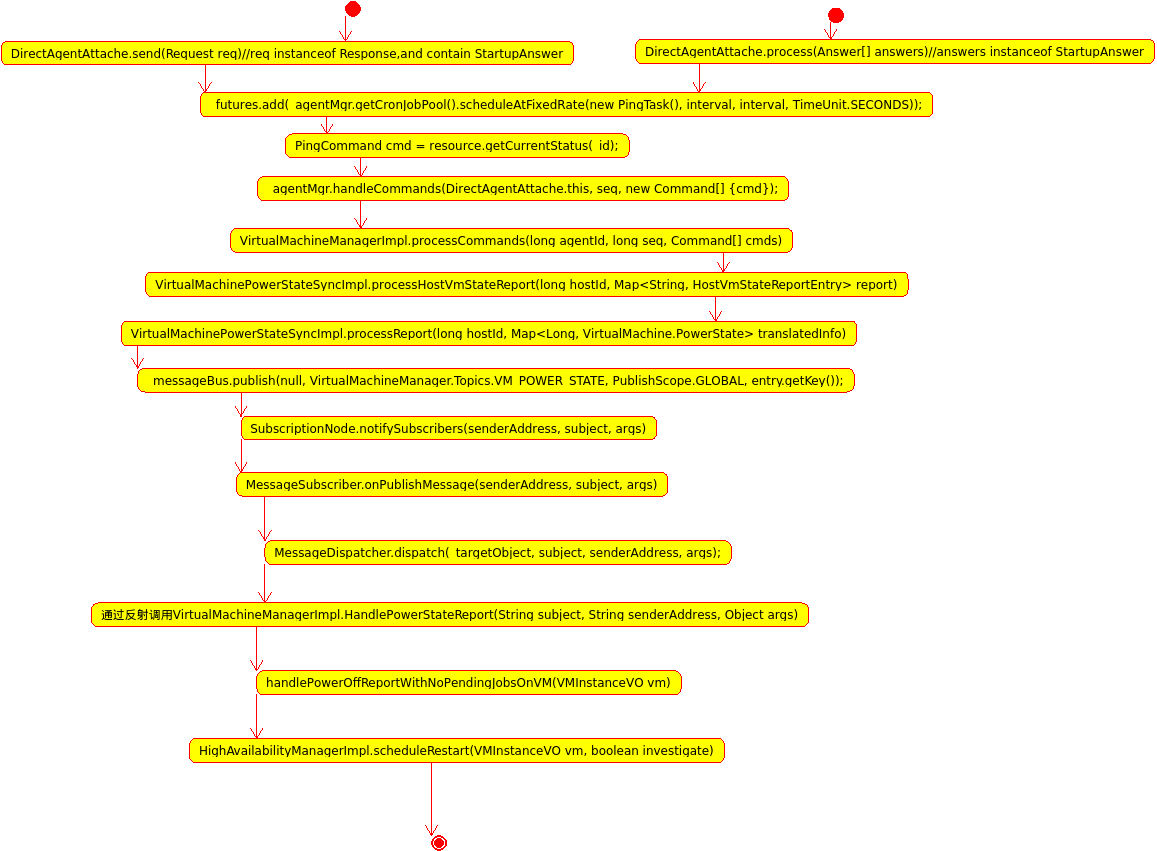 DirectAgentAttache.send(Request req)//req instanceof Response,and contain StartupAnswer
DirectAgentAttache.process(Answer[] answers)//answers instanceof StartupAnswer
futures.add( agentMgr.getCronJobPool().scheduleAtFixedRate(new PingTask(), interval, interval, TimeUnit.SECONDS));
PingCommand cmd = resource.getCurrentStatus( id);
agentMgr.handleCommands(DirectAgentAttache.this, seq, new Command[] {cmd});
VirtualMachineManagerImpl.processCommands(long agentId, long seq, Command[] cmds)
VirtualMachinePowerStateSyncImpl.processHostVmStateReport(long hostId, Map<String, HostVmStateReportEntry> report)
VirtualMachinePowerStateSyncImpl.processReport(long hostId, Map<Long, VirtualMachine.PowerState> translatedInfo)
messageBus.publish(null, VirtualMachineManager.Topics.VM POWER STATE, PublishScope.GLOBAL, entry.getKey());
SubscriptionNode.notifySubscribers(senderAddress, subject, args)
MessageSubscriber.onPublishMessage(senderAddress, subject, args)
MessageDispatcher.dispatch( targetObject, subject, senderAddress, args);
通过反射调用VirtualMachineManagerImpl.HandlePowerStateReport(String subject, String senderAddress, Object args)
handlePowerOffReportWithNoPendingJobsOnVM(VMInstanceVO vm)
HighAvailabilityManagerImpl.scheduleRestart(VMInstanceVO vm, boolean investigate)